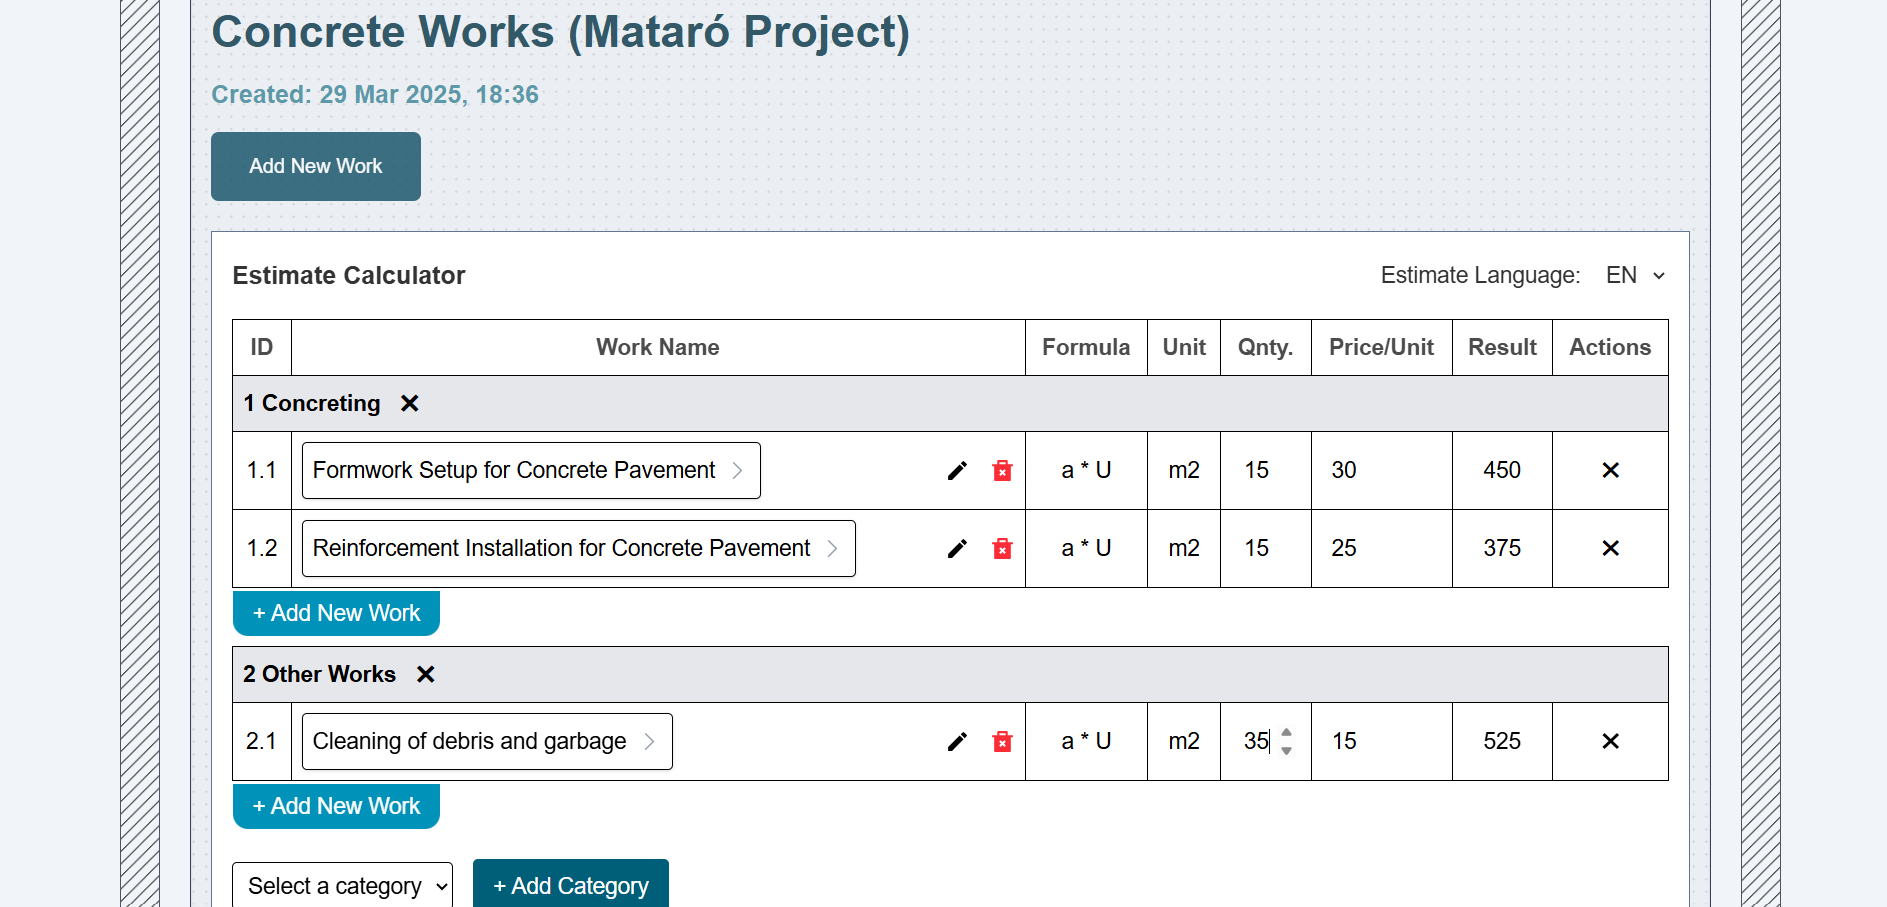 Concrete Works (Mataró Project)
Created: 29 Mar 2025, 18:36
Add New Work
Estimate Calculator
Estimate Language: EN
ID Work Name Formula Unit Qnty. Price/Unit Result Actions
1 Concreting
1.1 Formwork Setup for Concrete Pavement a * U m2 15 30 450
1.2 Reinforcement Installation for Concrete Pavement a * U m2 15 25 375
+ Add New Work
2 Other Works
2.1 Cleaning of debris and garbage a * U m2 35 15 525
+ Add New Work
Select a category + Add Category